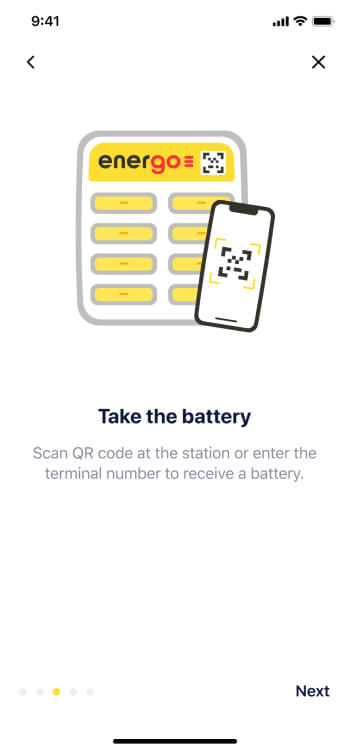 9:41
energo
Take the battery
Scan QR code at the station or enter the
terminal number to receive a battery.
Next